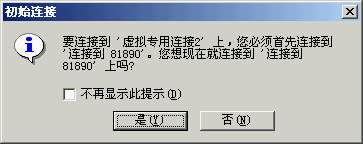 初始连接
要连接到 '虚拟专用连接2' 上，您必须首先连接到
'连接到 81890'。您想现在就连接到 '连接到
81890' 上吗?
不再显示此提示(D)
是(Y)
否(N)